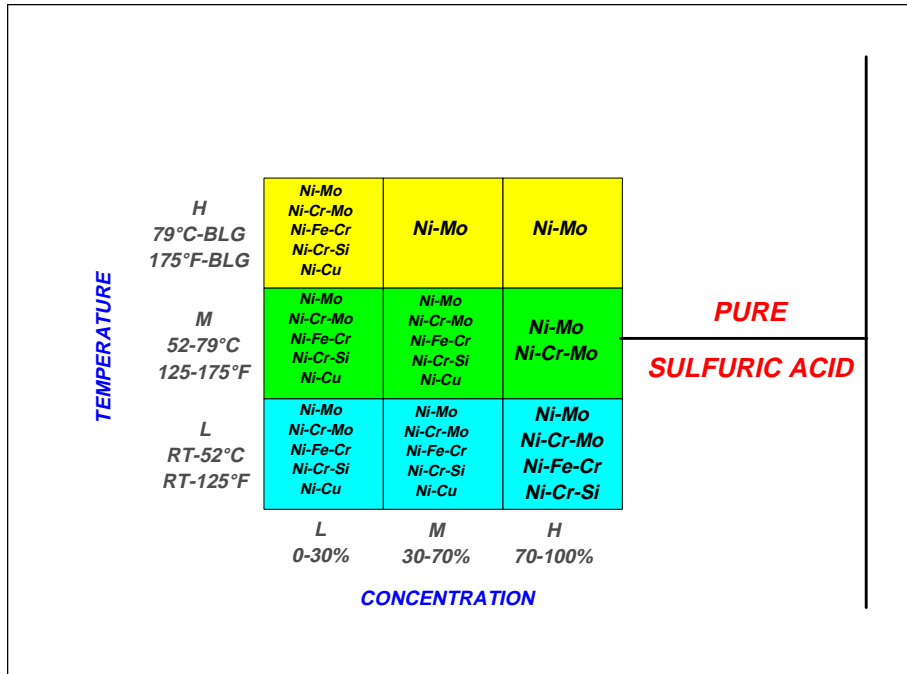 H
79°C-BLG
175°F-BLG
Ni-Mo
Ni-Cr-Mo
Ni-Fe-Cr
Ni-Cr-Si
Ni-Cu
Ni-Mo
Ni-Mo
TEMPERATURE
M
52-79°C
125-175°F
Ni-Mo
Ni-Cr-Mo
Ni-Fe-Cr
Ni-Cr-Si
Ni-Cu
Ni-Mo
Ni-Cr-Mo
Ni-Fe-Cr
Ni-Cr-Si
Ni-Cu
Ni-Mo
Ni-Cr-Mo
PURE
SULFURIC ACID
L
RT-52°C
RT-125°F
Ni-Mo
Ni-Cr-Mo
Ni-Fe-Cr
Ni-Cr-Si
Ni-Cu
Ni-Mo
Ni-Cr-Mo
Ni-Fe-Cr
Ni-Cr-Si
Ni-Cu
Ni-Mo
Ni-Cr-Mo
Ni-Fe-Cr
Ni-Cr-Si
L
0-30%
M
30-70%
H
70-100%
CONCENTRATION